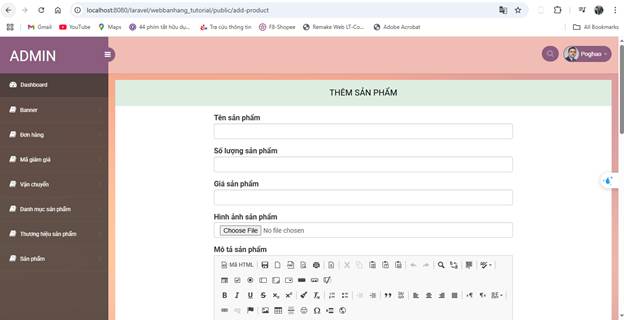 localhost:8080/laravel/webbanhang_tutorial/public/add-product
Gmail YouTube Maps 44 phím tắt hữu dụ... Tra cứu thông tin F8-Shopee Remake Web LT-Co... Adobe Acrobat All Bookmarks
ADMIN
Poghao
Dashboard
Banner
Đơn hàng
Mã giảm giá
Vận chuyển
Danh mục sản phẩm
Thương hiệu sản phẩm
Sản phẩm
THÊM SẢN PHẨM
Tên sản phẩm
Số lượng sản phẩm
Giá sản phẩm
Hình ảnh sản phẩm
Choose File No file chosen
Mô tả sản phẩm
Mã HTML
B I U S x₂ x² Tx